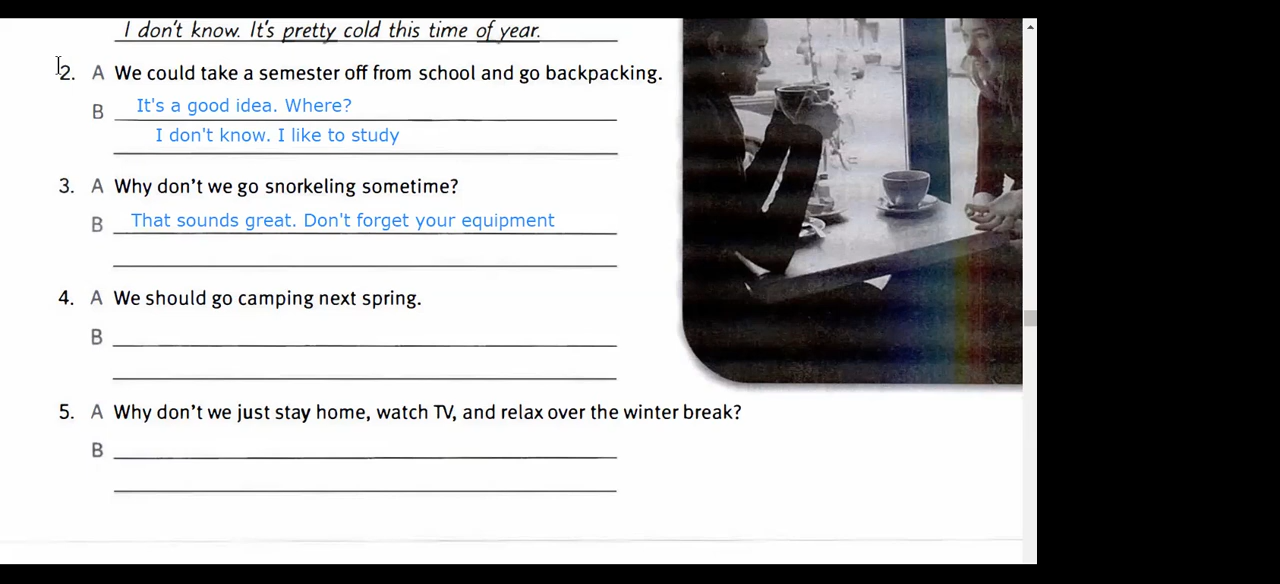 I don't know. It's pretty cold this time of year.
2. A We could take a semester off from school and go backpacking.
B It's a good idea. Where?
I don't know. I like to study
3. A Why don't we go snorkeling sometime?
B That sounds great. Don't forget your equipment
4. A We should go camping next spring.
B
5. A Why don't we just stay home, watch TV, and relax over the winter break?
B